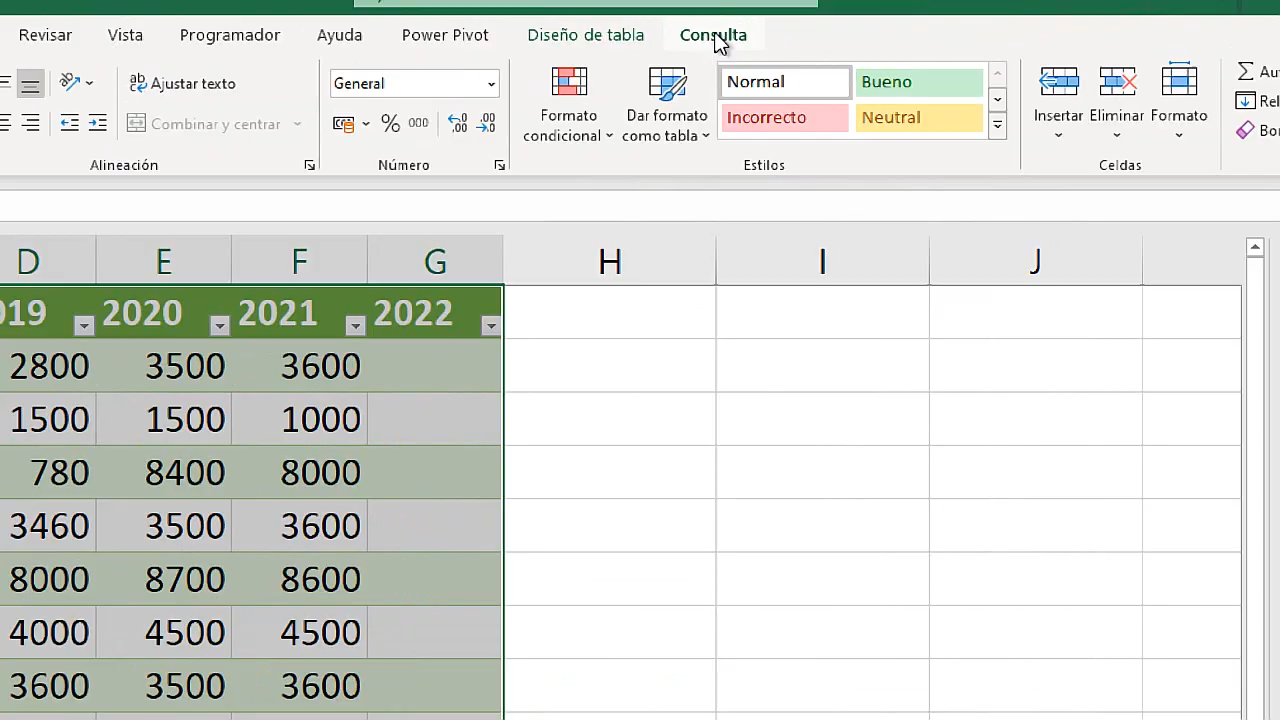 Revisar Vista Programador Ayuda Power Pivot Diseño de tabla Consulta
Ajustar texto
General
Normal
Bueno
Combinar y centrar
% 000
Formato condicional
Dar formato como tabla
Incorrecto
Neutral
Insertar Eliminar Formato
Alineación Número Estilos Celdas
D E F G H I J
019 2020 2021 2022
2800 3500 3600
1500 1500 1000
780 8400 8000
3460 3500 3600
8000 8700 8600
4000 4500 4500
3600 3500 3600